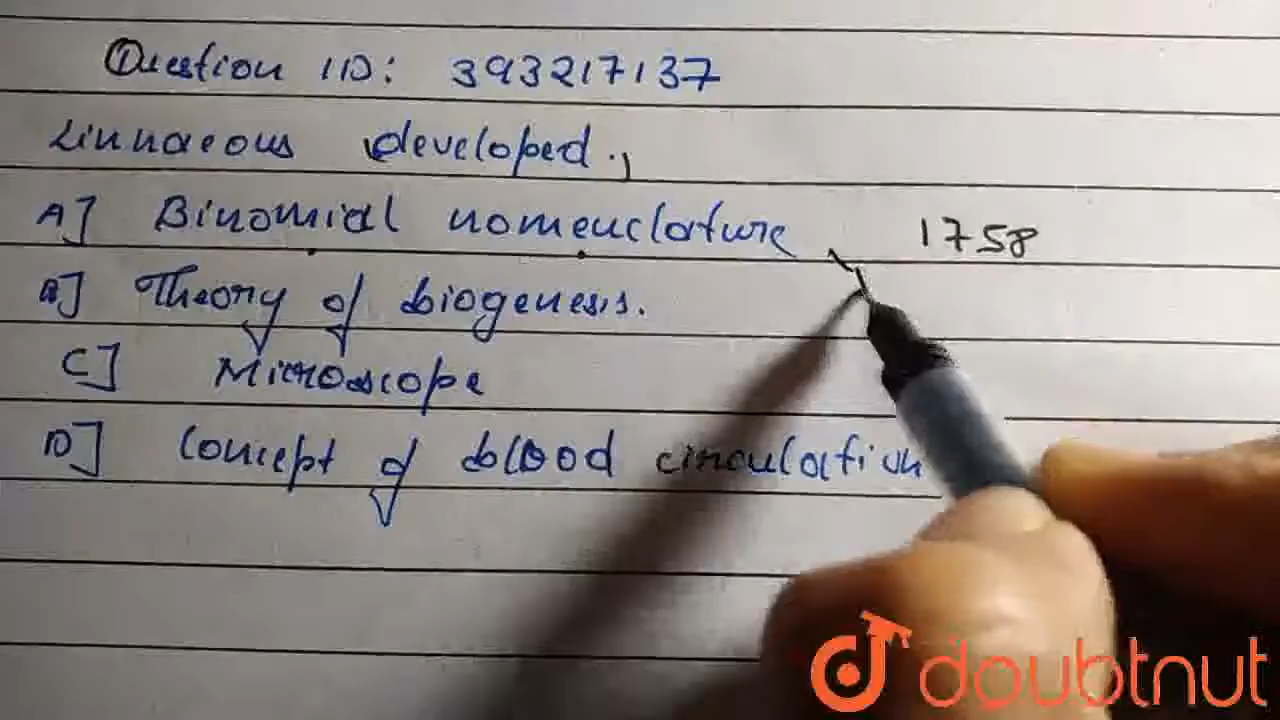 Question ID: 393217137
Linnaeous developed.,
A] Binomial nomenclature 1758
B] Theory of biogenesis.
C] Microscope
D] Concept of blood circulation
doubtnut